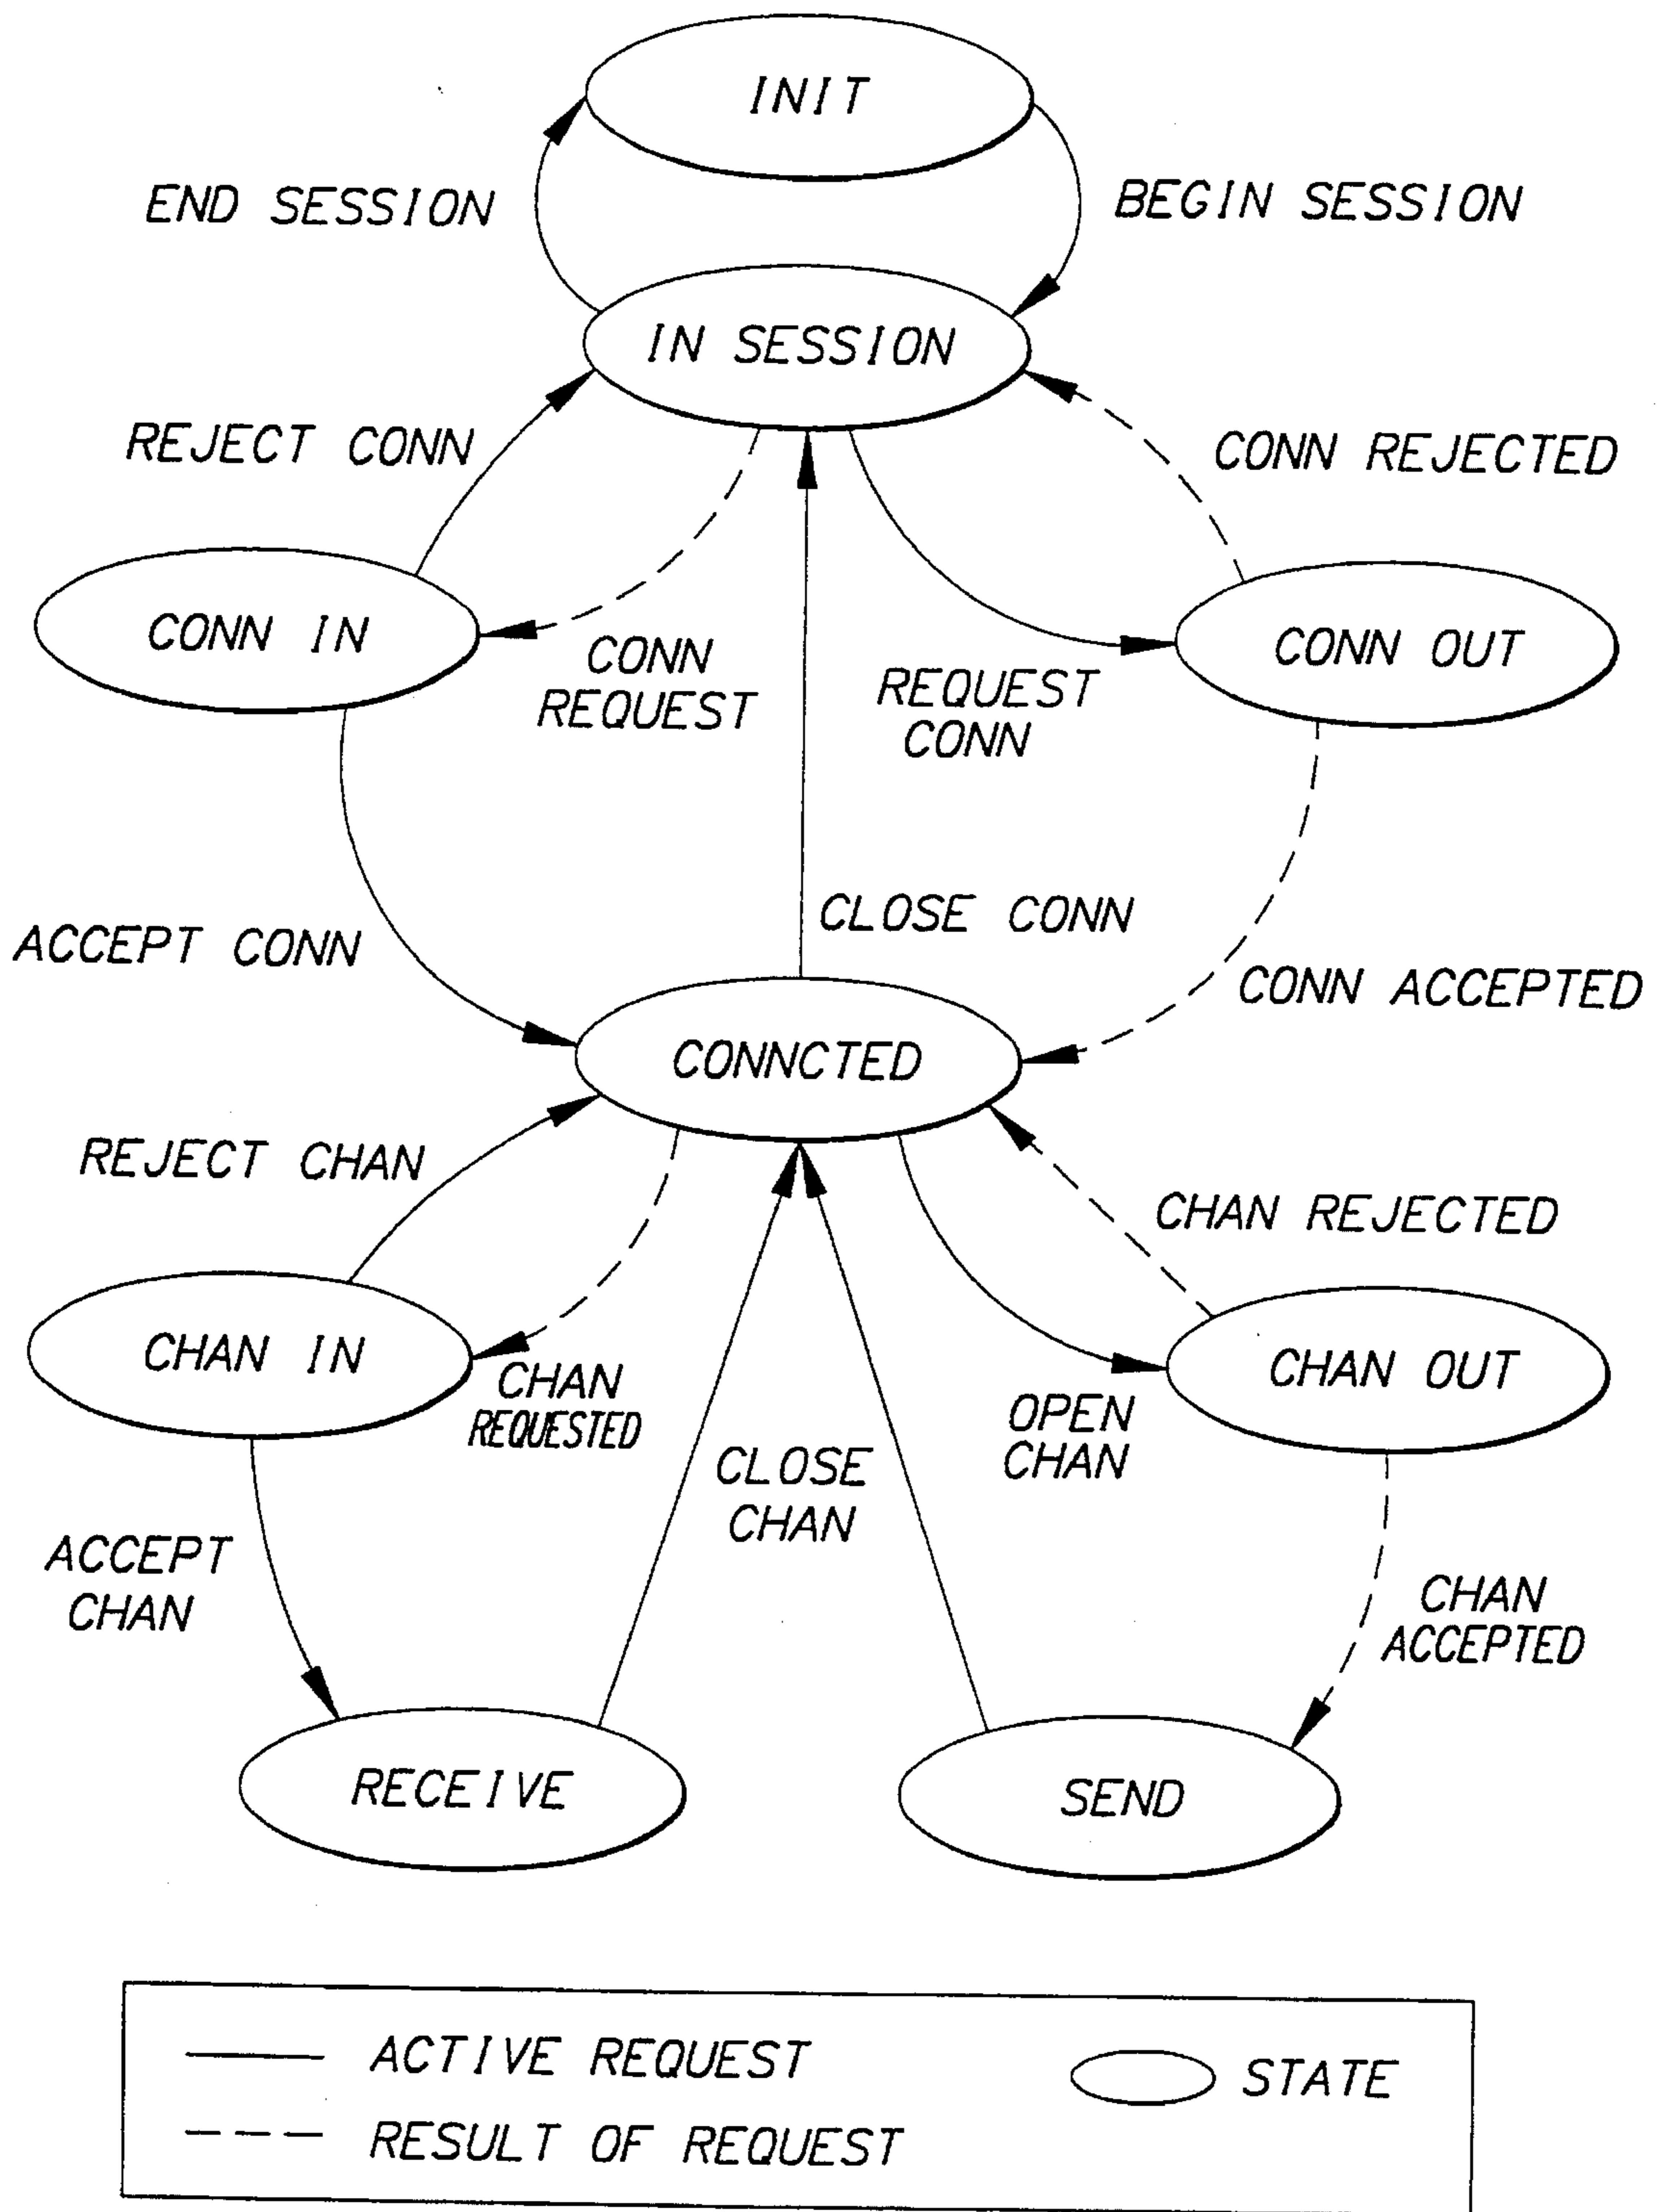 INIT
END SESSION
BEGIN SESSION
IN SESSION
REJECT CONN
CONN REJECTED
CONN IN
CONN OUT
CONN
REQUEST
REQUEST
CONN
CLOSE CONN
ACCEPT CONN
CONN ACCEPTED
CONNCTED
REJECT CHAN
CHAN REJECTED
CHAN IN
CHAN OUT
CHAN
REQUESTED
OPEN
CHAN
CLOSE
CHAN
ACCEPT
CHAN
CHAN
ACCEPTED
RECEIVE
SEND
ACTIVE REQUEST
STATE
RESULT OF REQUEST